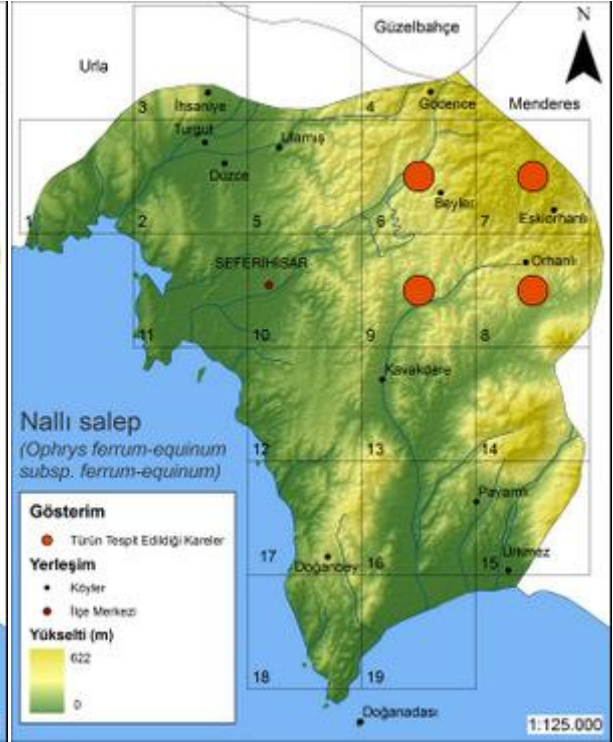 N
Güzelbahçe
Urla
3
İhsaniye
4
Gödence
Menderes
Turgut
Ulamış
Düzce
Beyler
1
2
5
6
7
Eskiorhanlı
SEFERİHİSAR
Orhanlı
11
10
9
8
Kavakdere
Nallı salep
(Ophrys ferrum-equinum
subsp. ferrum-equinum)
12
13
14
Payamlı
Gösterim
Türün Tespit Edildiği Kareler
Yerleşim
Köyler
İlçe Merkezi
Yükselti (m)
622
0
17
Doğanbey
16
15
Ürkmez
18
19
Doğanadası
1:125.000